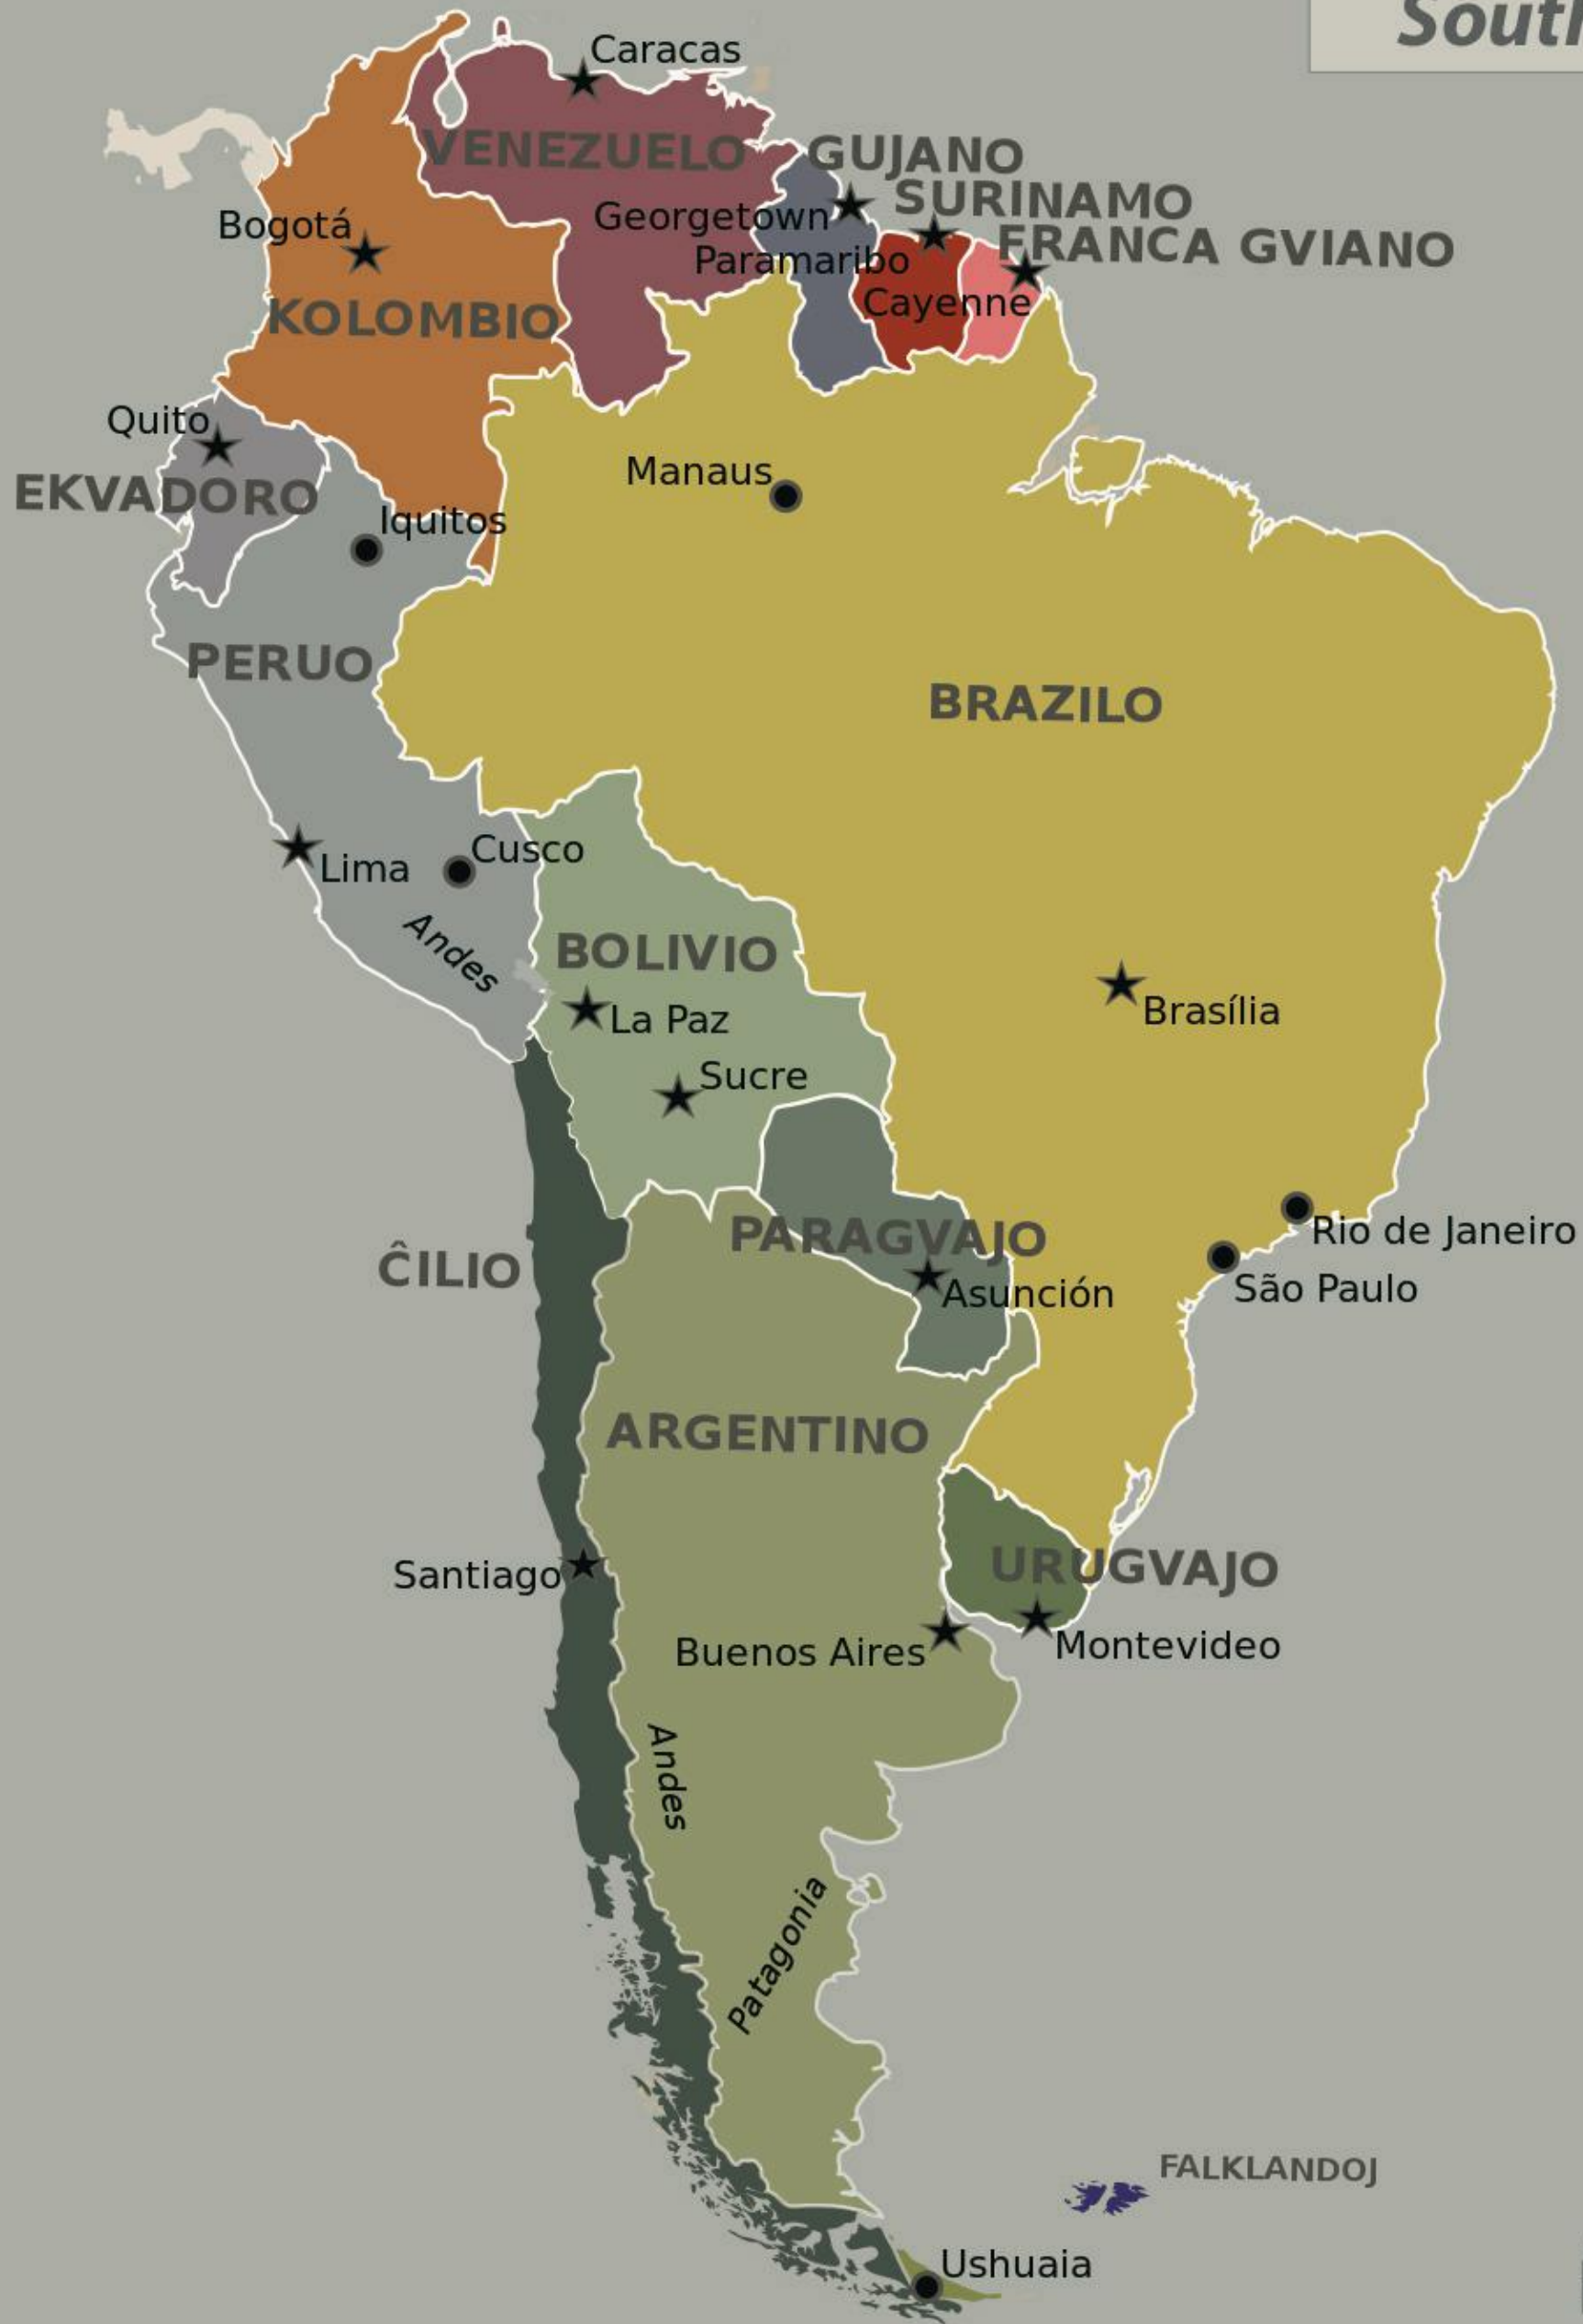 South
Caracas
VENEZUELO
GUJANO
SURINAMO
Georgetown
Bogotá
FRANCA GVIANO
Paramaribo
Cayenne
KOLOMBIO
Quito
Manaus
EKVADORO
Iquitos
PERUO
BRAZILO
Cusco
Lima
Andes
BOLIVIO
Brasília
La Paz
Sucre
Rio de Janeiro
PARAGVAJO
ĈILIO
São Paulo
Asunción
ARGENTINO
URUGVAJO
Santiago
Montevideo
Buenos Aires
Andes
Patagonia
FALKLANDOJ
Ushuaia